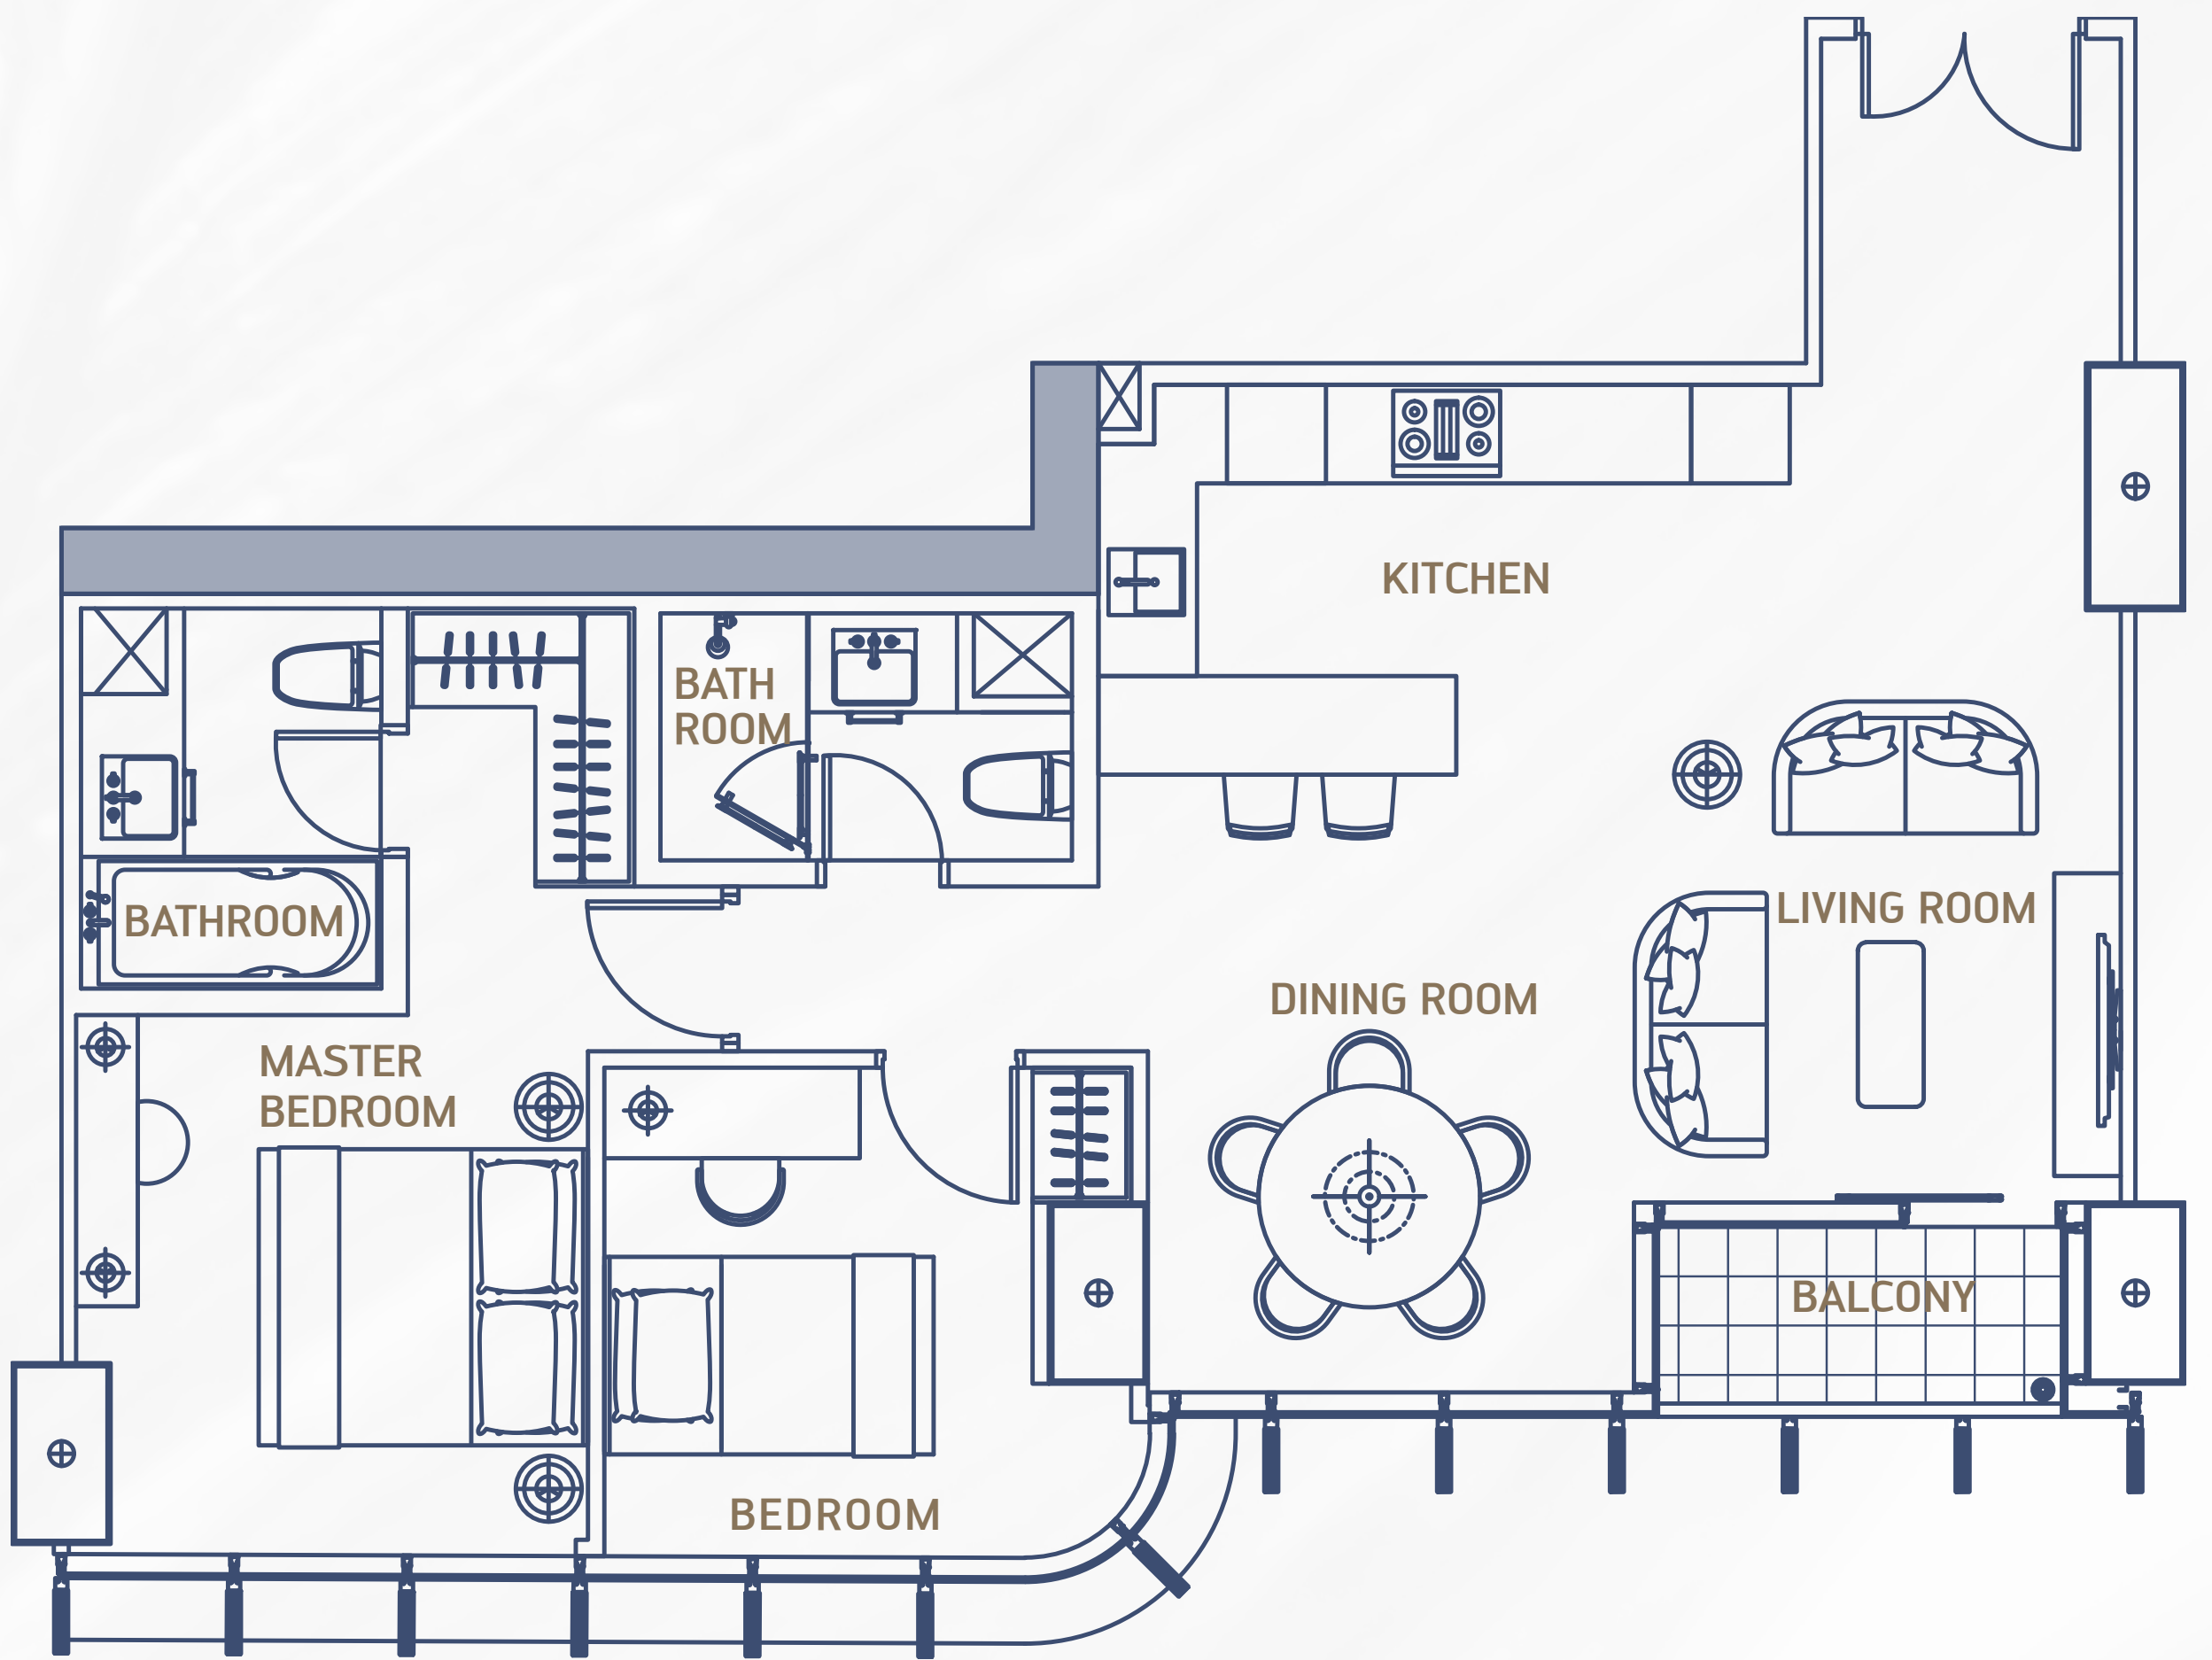 KITCHEN
BATH
ROOM
BATHROOM
LIVING ROOM
DINING ROOM
MASTER
BEDROOM
BALCONY
BEDROOM